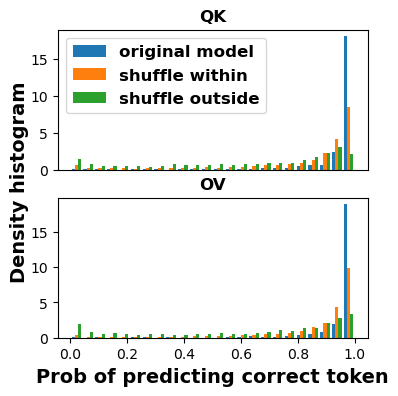 QK
15
10
5
0
original model
shuffle within
shuffle outside
Density histogram
OV
15
10
5
0
0.0 0.2 0.4 0.6 0.8 1.0
Prob of predicting correct token